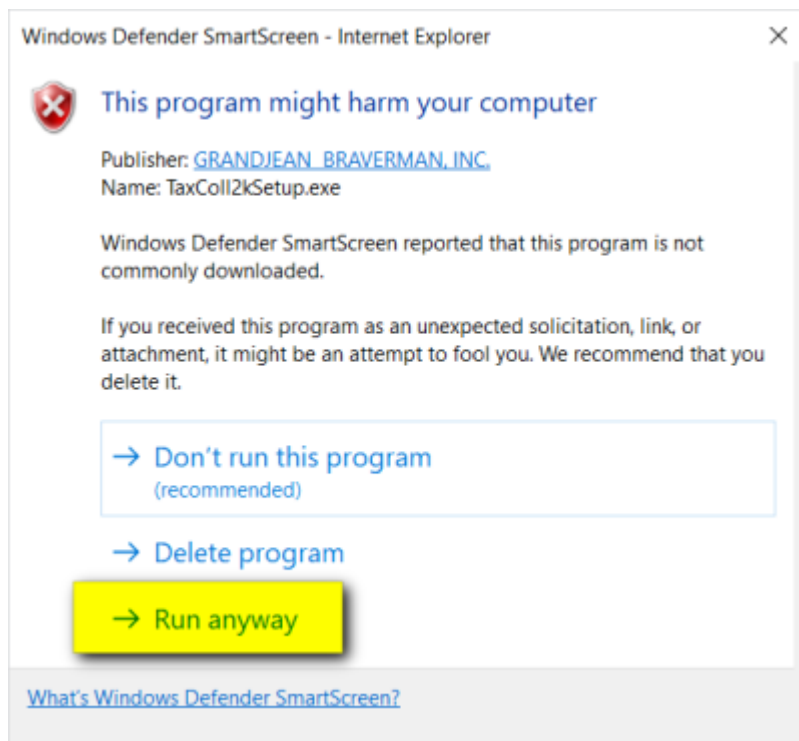 Windows Defender SmartScreen - Internet Explorer
This program might harm your computer
Publisher: GRANDJEAN BRAVERMAN, INC.
Name: TaxColl2kSetup.exe
Windows Defender SmartScreen reported that this program is not
commonly downloaded.
If you received this program as an unexpected solicitation, link, or
attachment, it might be an attempt to fool you. We recommend that you
delete it.
Don't run this program
(recommended)
Delete program
Run anyway
What's Windows Defender SmartScreen?